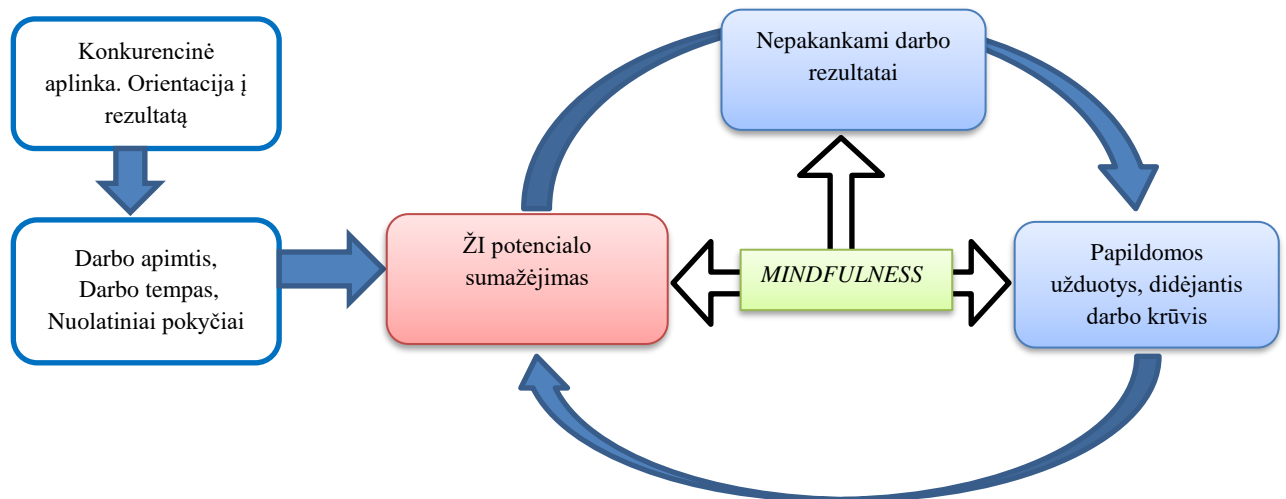 Konkurencinė
aplinka. Orientacija į
rezultatą
Darbo apimtis,
Darbo tempas,
Nuolatiniai pokyčiai
ŽI potencialo
sumažėjimas
Nepakankami darbo
rezultatai
MINDFULNESS
Papildomos
užduotys, didėjantis
darbo krūvis